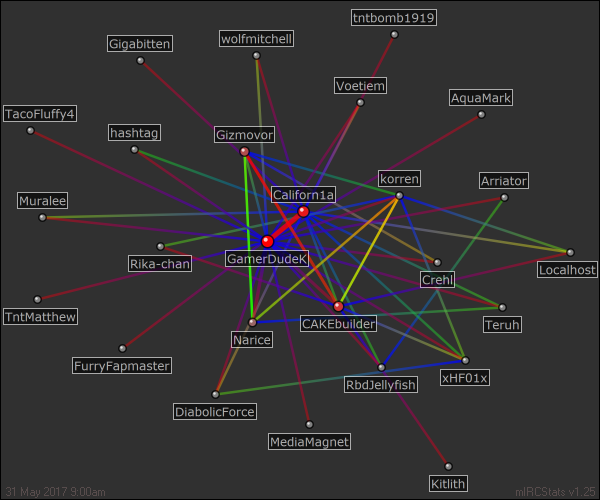 tntbomb1919
wolfmitchell
Gigabitten
Voetiem
AquaMark
TacoFluffy4
hashtag
Gizmovor
korren
Arriator
Californ1a
Muralee
GamerDudeK
Rika-chan
Crehl
Localhost
TntMatthew
CAKEbuilder
Teruh
Narice
FurryFapmaster
RbdJellyfish
xHF01x
DiabolicForce
MediaMagnet
Kitlith
31 May 2017 9:00am
mIRCStats v1.25